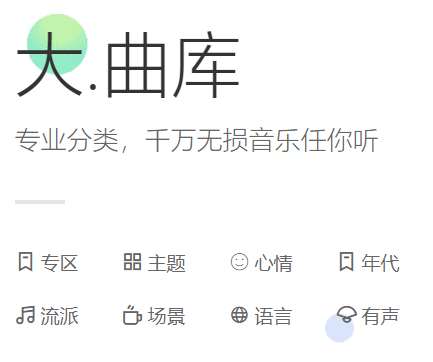 大.曲库
专业分类，千万无损音乐任你听
专区 主题 心情 年代
流派 场景 语言 有声